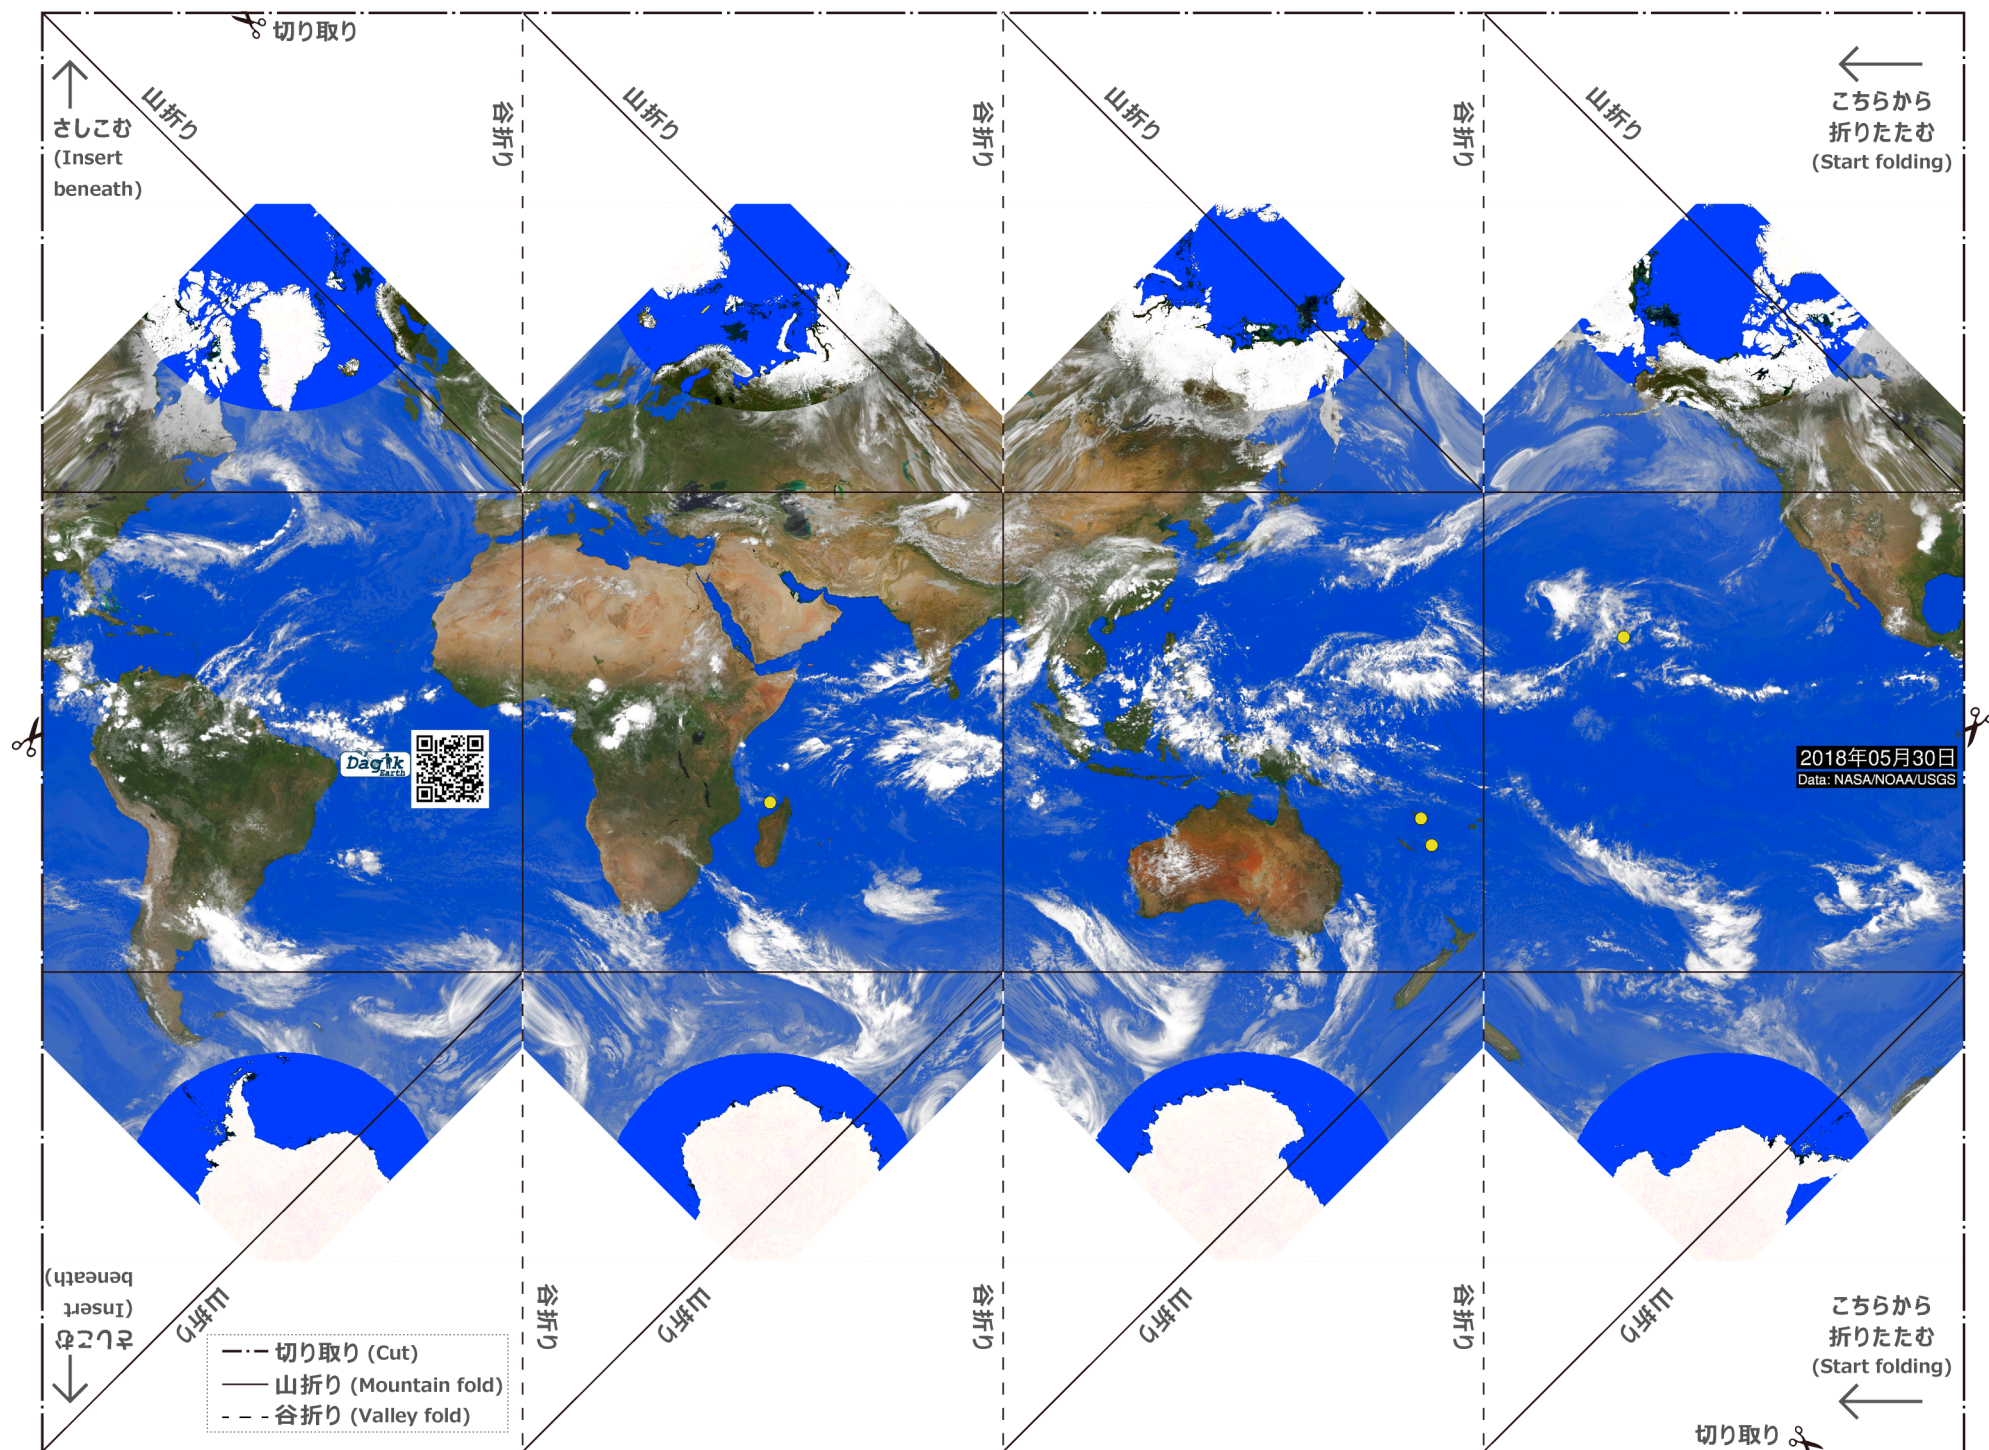 切り取り
山折り
谷折り
山折り
谷折り
山折り
谷折り
山折り
さしこむ
(Insert
beneath)
こちらから
折りたたむ
(Start folding)
Dagik
Earth
2018年05月30日
Data: NASA/NOAA/USGS
さしこむ
(Insert
beneath)
山折り
谷折り
山折り
谷折り
山折り
谷折り
山折り
こちらから
折りたたむ
(Start folding)
切り取り (Cut)
山折り (Mountain fold)
谷折り (Valley fold)
切り取り